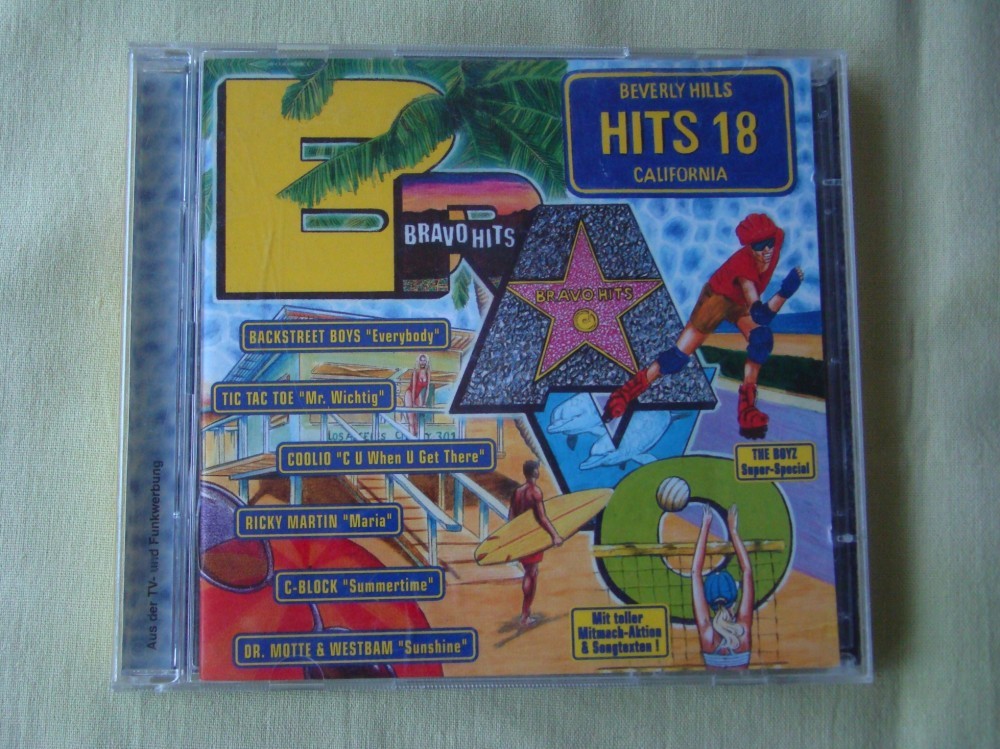 BEVERLY HILLS
HITS 18
CALIFORNIA
BRAVO
BRAVO HITS
BRAVO HITS
BACKSTREET BOYS "Everybody"
TIC TAC TOE "Mr. Wichtig"
COOLIO "C U When U Get There"
THE BOYZ
Super-Special
RICKY MARTIN "Maria"
C-BLOCK "Summertime"
DR. MOTTE & WESTBAM "Sunshine"
Mit toller
Mitmach-Aktion
& Songtexten !
Aus der TV- und Funkwerbung